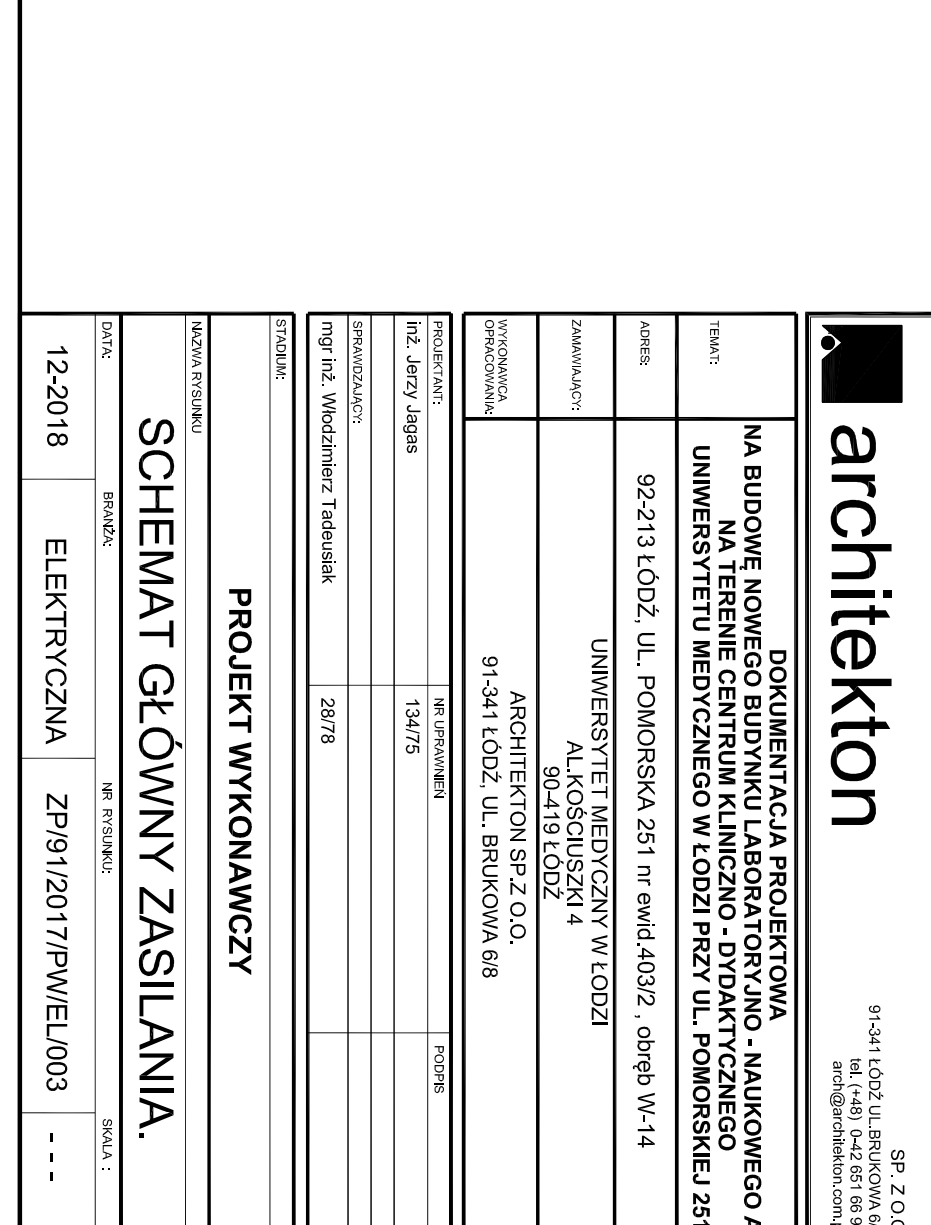 architekton
SP. Z O.O
91-341 ŁÓDŹ UL.BRUKOWA 6/
tel. (+48) 0-42 651 66 9
arch@architekton.com.p
TEMAT:
DOKUMENTACJA PROJEKTOWA
NA BUDOWĘ NOWEGO BUDYNKU LABORATORYJNO - NAUKOWEGO A
NA TERENIE CENTRUM KLINICZNO - DYDAKTYCZNEGO
UNIWERSYTETU MEDYCZNEGO W ŁODZI PRZY UL. POMORSKIEJ 251
ADRES:
92-213 ŁÓDŹ, UL. POMORSKA 251 nr ewid.403/2 , obręb W-14
ZAMAWIAJĄCY:
UNIWERSYTET MEDYCZNY W ŁODZI
AL.KOŚCIUSZKI 4
90-419 ŁÓDŹ
WYKONAWCA
OPRACOWANIA:
ARCHITEKTON SP.Z O.O.
91-341 ŁÓDŹ, UL. BRUKOWA 6/8
PROJEKTANT: NR UPRAWNIEŃ PODPIS
inż. Jerzy Jagas 134/75
SPRAWDZAJĄCY:
mgr inż. Włodzimierz Tadeusiak 28/78
STADIUM:
PROJEKT WYKONAWCZY
NAZWA RYSUNKU
SCHEMAT GŁÓWNY ZASILANIA.
DATA: BRANŻA: NR RYSUNKU: SKALA :
12-2018 ELEKTRYCZNA ZP/91/2017/PW/EL/003 - - -